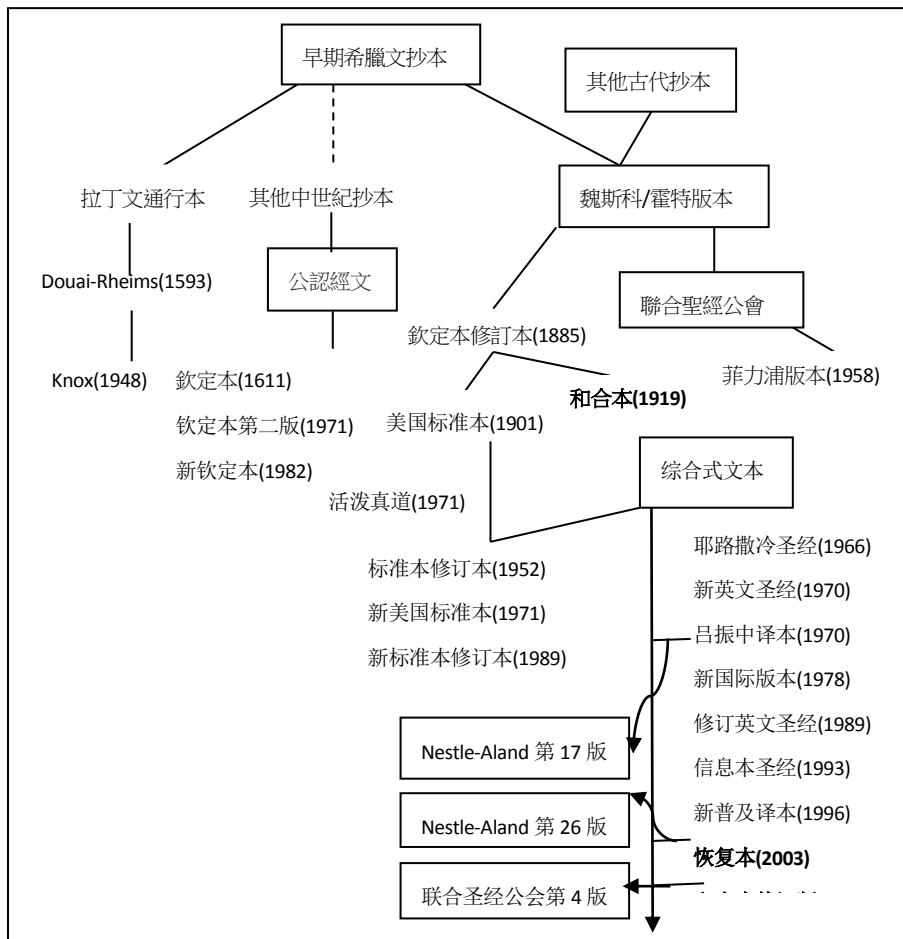 早期希臘文抄本
其他古代抄本
拉丁文通行本
其他中世紀抄本
魏斯科/霍特版本
Douai-Rheims(1593)
公認經文
聯合聖經公會
欽定本修訂本(1885)
Knox(1948)
欽定本(1611)
和合本(1919)
菲力浦版本(1958)
钦定本第二版(1971)
美国标准本(1901)
新钦定本(1982)
综合式文本
活泼真道(1971)
耶路撒冷圣经(1966)
标准本修订本(1952)
新英文圣经(1970)
新美国标准本(1971)
吕振中译本(1970)
新标准本修订本(1989)
新国际版本(1978)
修订英文圣经(1989)
Nestle-Aland 第 17 版
信息本圣经(1993)
新普及译本(1996)
Nestle-Aland 第 26 版
恢复本(2003)
联合圣经公会第 4 版